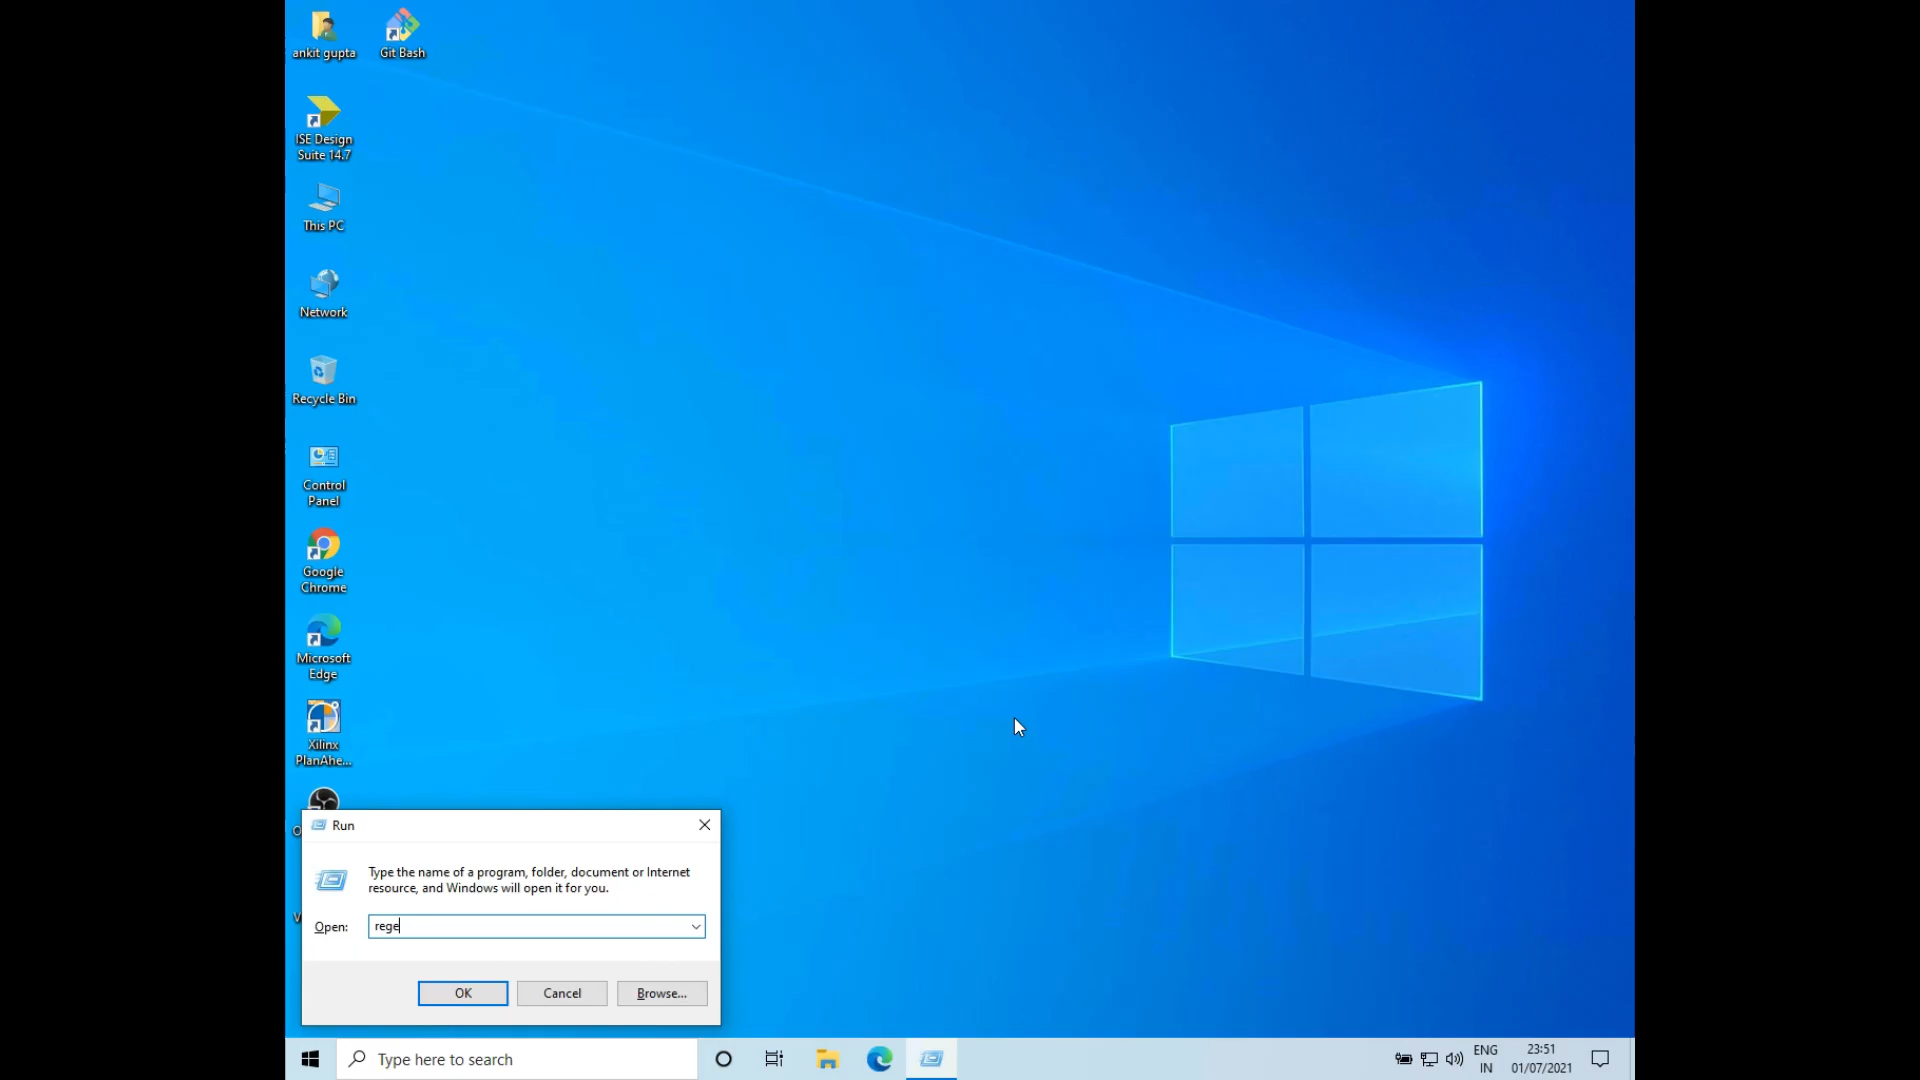 ankit gupta
Git Bash
ISE Design
Suite 14.7
This PC
Network
Recycle Bin
Control
Panel
Google
Chrome
Microsoft
Edge
Xilinx
PlanAhe...
O
V
Run
Type the name of a program, folder, document or Internet
resource, and Windows will open it for you.
Open:
rege
OK
Cancel
Browse...
Type here to search
ENG
IN
23:51
01/07/2021